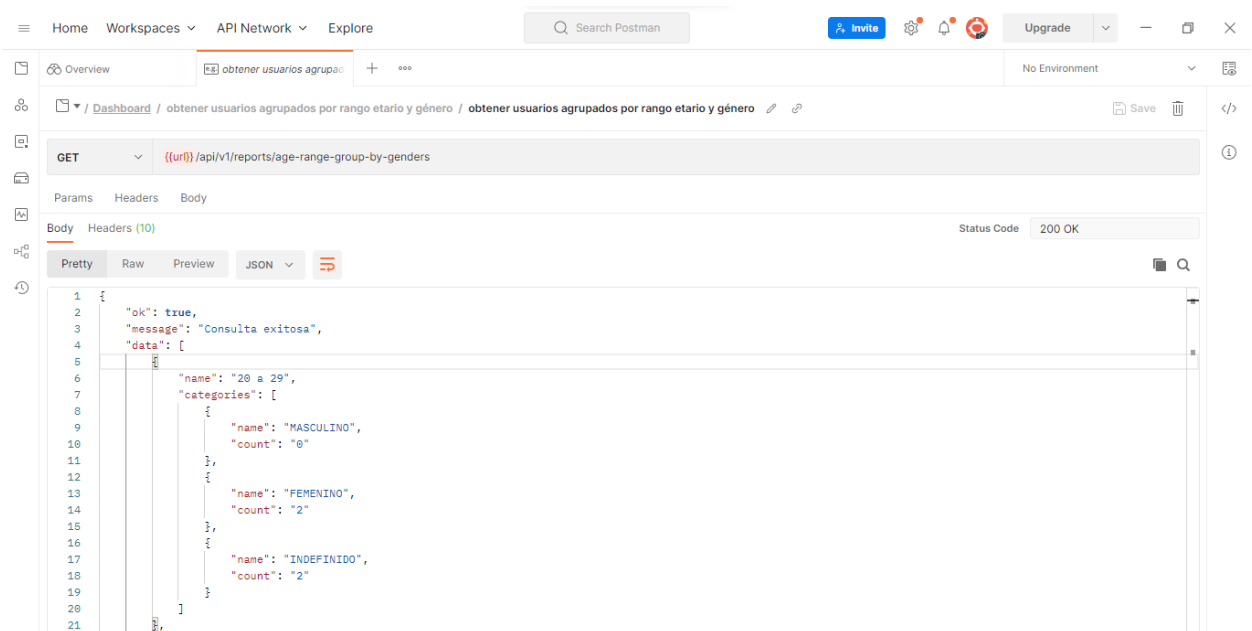 Home Workspaces API Network Explore Search Postman Invite Upgrade
Overview e.g. obtener usuarios agrupad No Environment
/ Dashboard / obtener usuarios agrupados por rango etario y género / obtener usuarios agrupados por rango etario y género Save
GET {{url}}/api/v1/reports/age-range-group-by-genders
Params Headers Body
Body Headers (10) Status Code 200 OK
Pretty Raw Preview JSON
1 {
2 "ok": true,
3 "message": "Consulta exitosa",
4 "data": [
5 {
6 "name": "20 a 29",
7 "categories": [
8 {
9 "name": "MASCULINO",
10 "count": "0"
11 },
12 {
13 "name": "FEMENINO",
14 "count": "2"
15 },
16 {
17 "name": "INDEFINIDO",
18 "count": "2"
19 }
20 ]
21 },